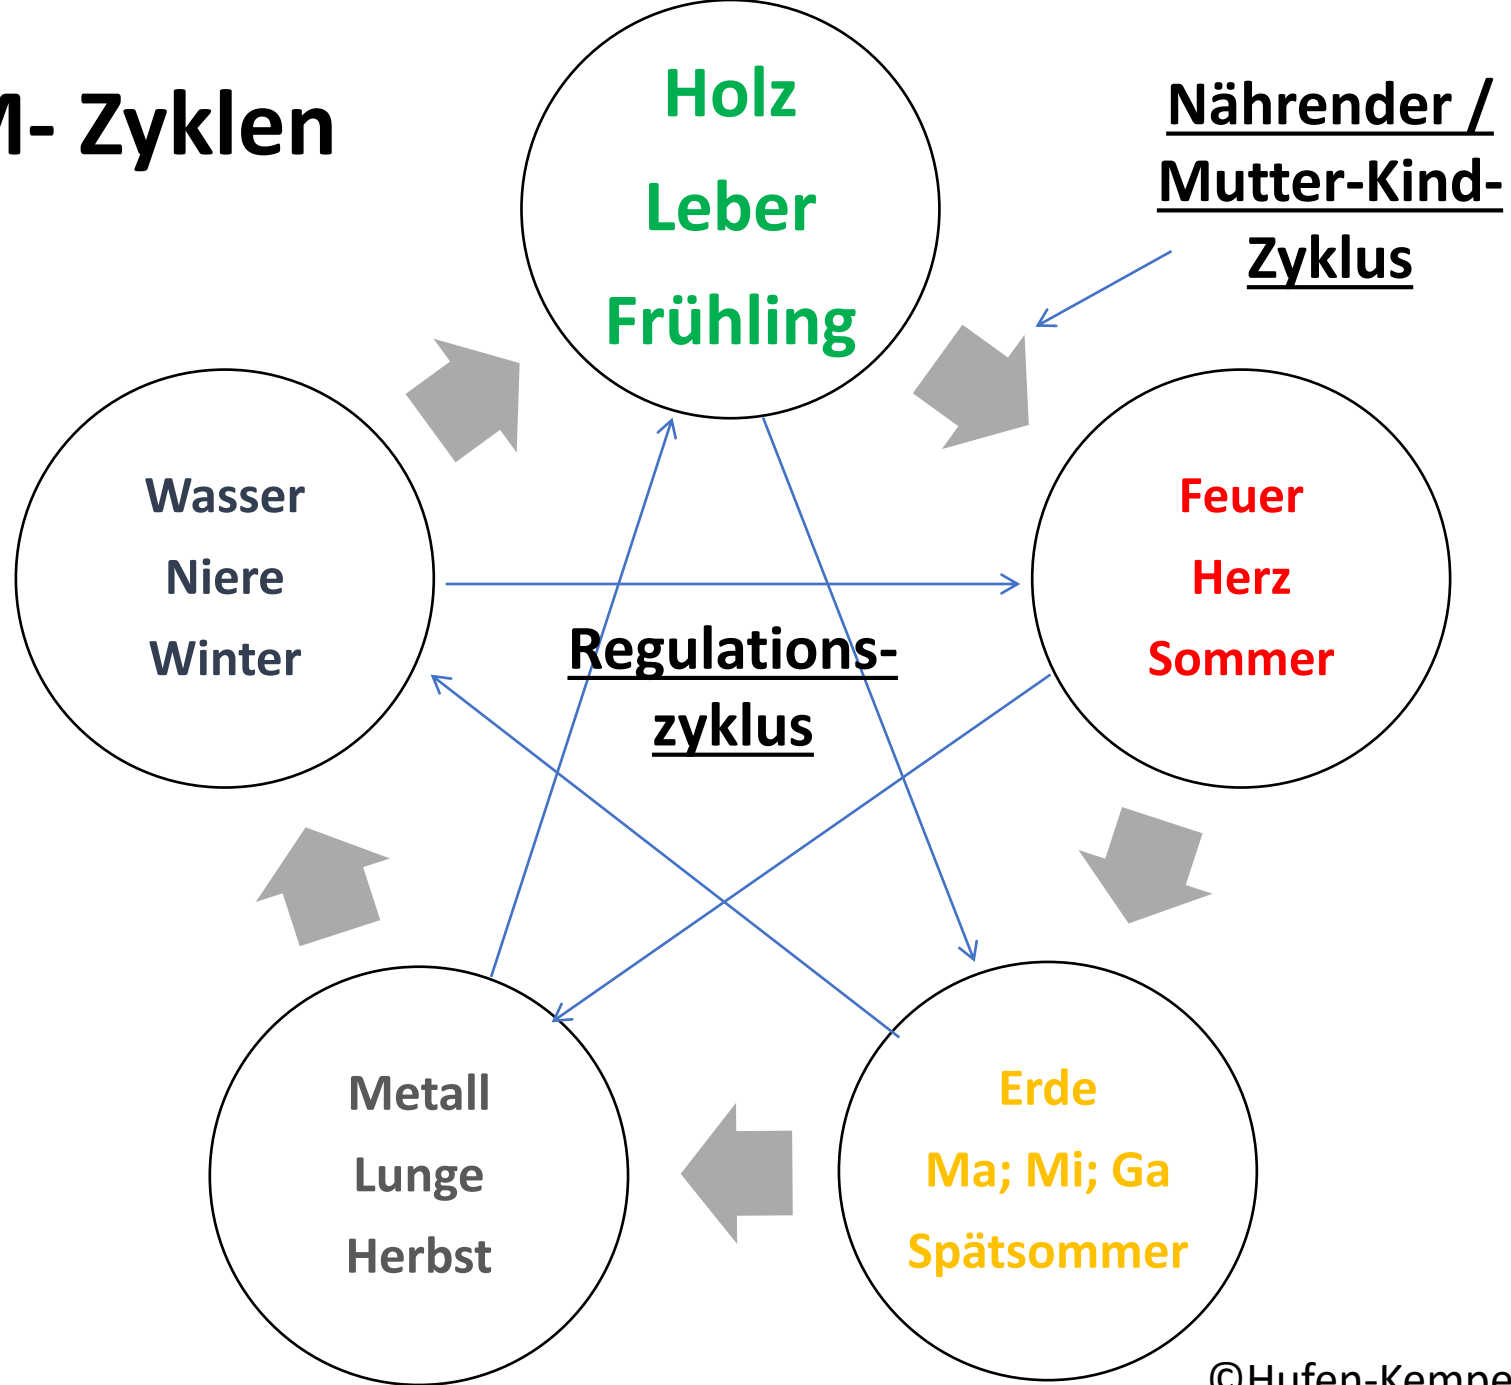 M- Zyklen
Holz
Leber
Frühling
Nährender /
Mutter-Kind-
Zyklus
Wasser
Niere
Winter
Feuer
Herz
Sommer
Regulations-
zyklus
Metall
Lunge
Herbst
Erde
Ma; Mi; Ga
Spätsommer
©Hufen-Kempe